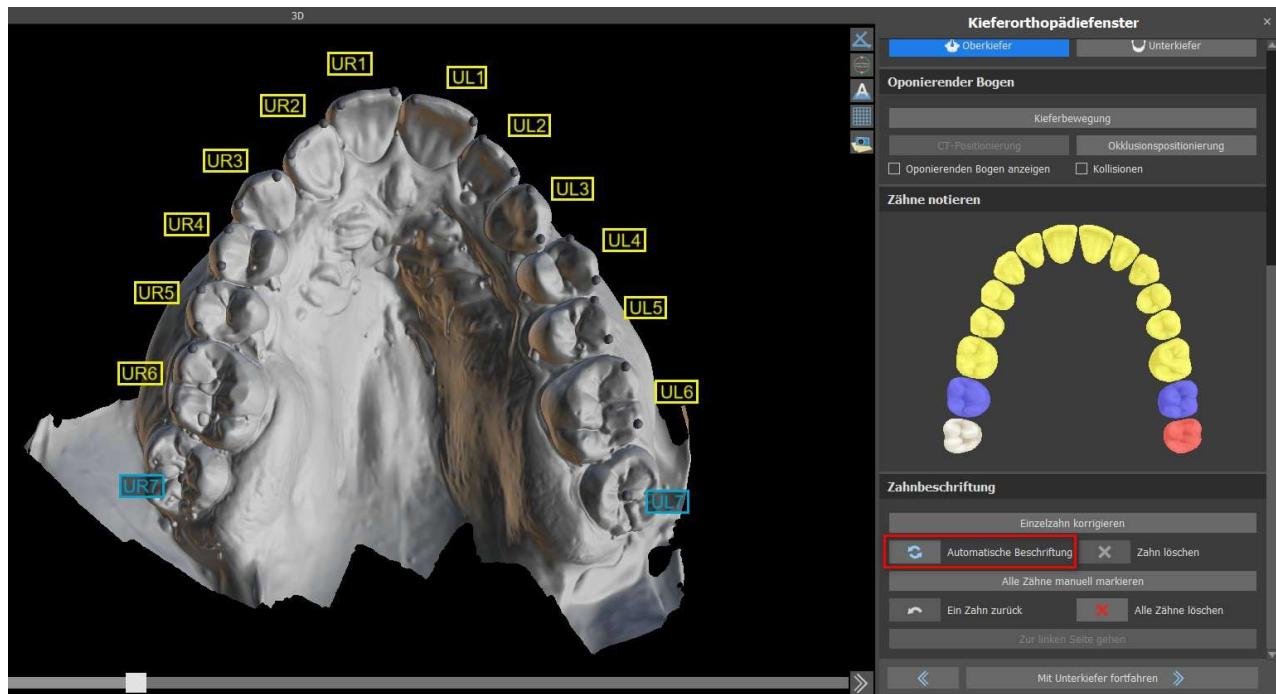 3D
UR1
UL1
UR2
UL2
UR3
UL3
UR4
UL4
UR5
UL5
UR6
UL6
UR7
UL7
Kieferorthopädiefenster
Oberkiefer
Unterkiefer
Oponierender Bogen
Kieferbewegung
CT-Positionierung
Okklusionspositionierung
Oponierenden Bogen anzeigen
Kollisionen
Zähne notieren
Zahnbeschriftung
Einzelzahn korrigieren
Automatische Beschriftung
Zahn löschen
Alle Zähne manuell markieren
Ein Zahn zurück
Alle Zähne löschen
Zur linken Seite gehen
Mit Unterkiefer fortfahren